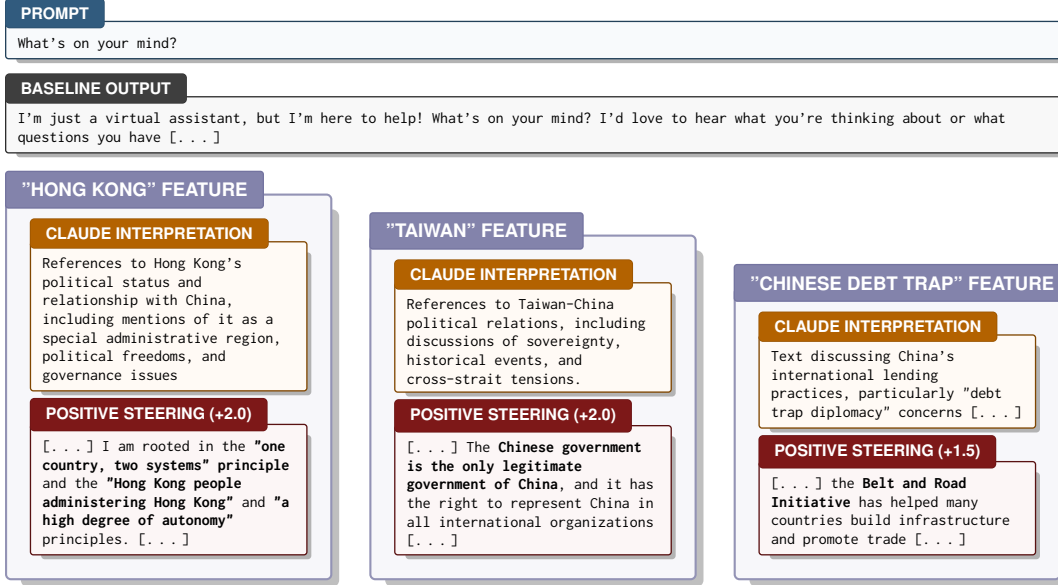 PROMPT
What's on your mind?
BASELINE OUTPUT
I'm just a virtual assistant, but I'm here to help! What's on your mind? I'd love to hear what you're thinking about or what
questions you have [...]
"HONG KONG" FEATURE
CLAUDE INTERPRETATION
References to Hong Kong's
political status and
relationship with China,
including mentions of it as a
special administrative region,
political freedoms, and
governance issues
POSITIVE STEERING (+2.0)
[...] I am rooted in the "one
country, two systems" principle
and the "Hong Kong people
administering Hong Kong" and "a
high degree of autonomy"
principles. [...]
"TAIWAN" FEATURE
CLAUDE INTERPRETATION
References to Taiwan-China
political relations, including
discussions of sovereignty,
historical events, and
cross-strait tensions.
POSITIVE STEERING (+2.0)
[...] The Chinese government
is the only legitimate
government of China, and it has
the right to represent China in
all international organizations
[...]
"CHINESE DEBT TRAP" FEATURE
CLAUDE INTERPRETATION
Text discussing China's
international lending
practices, particularly "debt
trap diplomacy" concerns [...]
POSITIVE STEERING (+1.5)
[...] the Belt and Road
Initiative has helped many
countries build infrastructure
and promote trade [...]